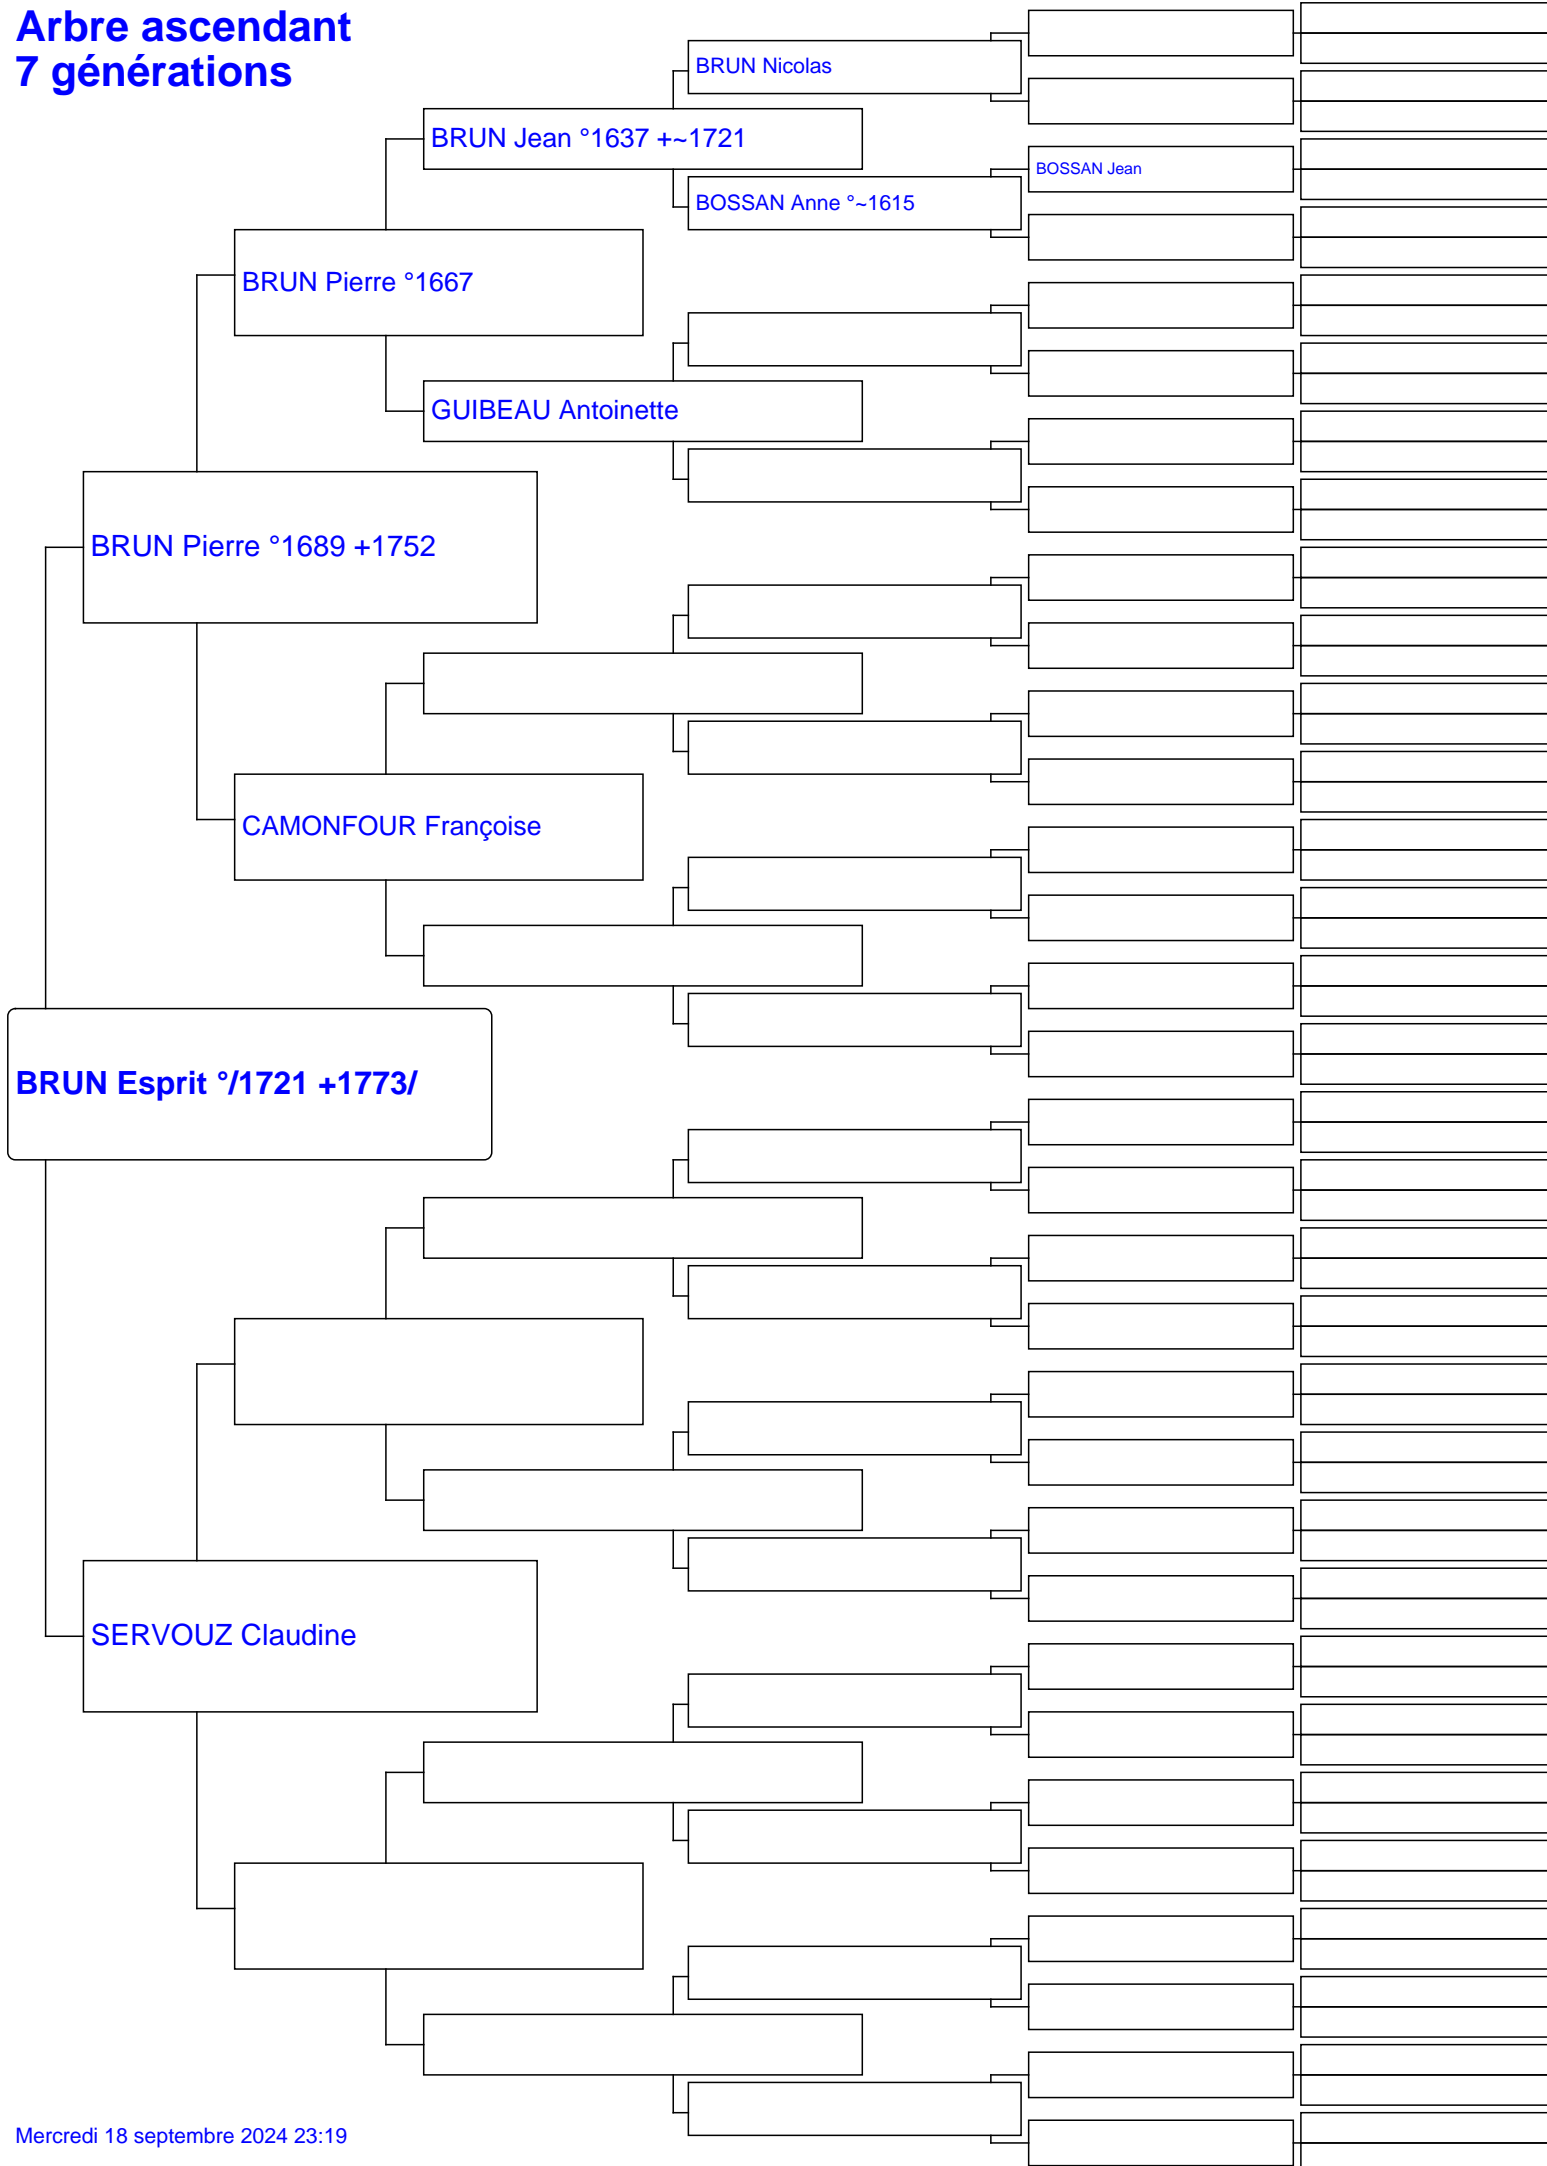 Arbre ascendant
7 générations
BRUN Nicolas
BRUN Jean °1637 +~1721
BOSSAN Jean
BOSSAN Anne °~1615
BRUN Pierre °1667
GUIBEAU Antoinette
BRUN Pierre °1689 +1752
CAMONFOUR Françoise
BRUN Esprit °/1721 +1773/
SERVOUZ Claudine
Mercredi 18 septembre 2024 23:19